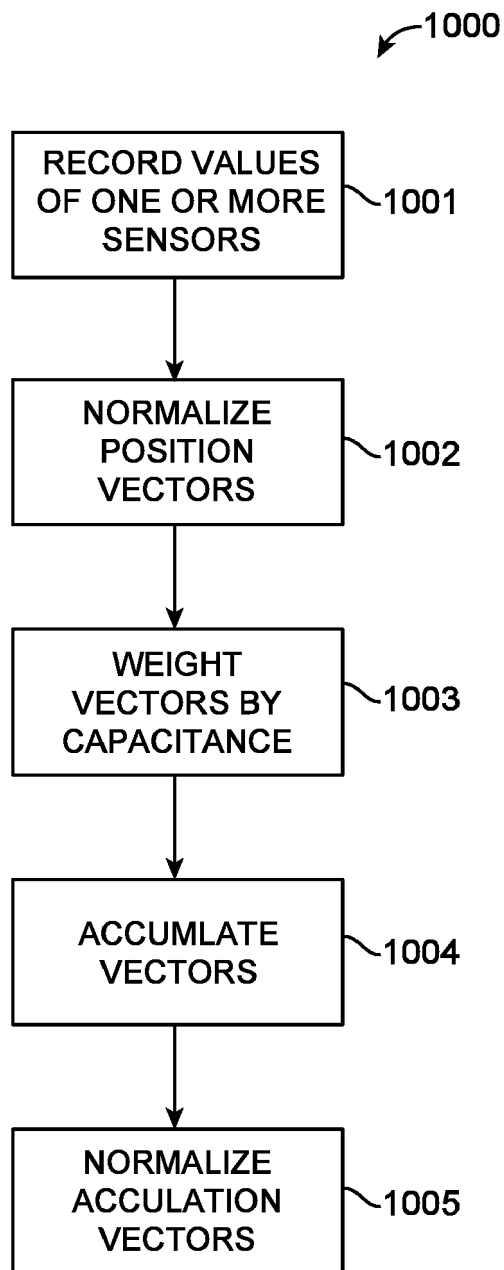 1000
RECORD VALUES
OF ONE OR MORE
SENSORS
1001
NORMALIZE
POSITION
VECTORS
1002
WEIGHT
VECTORS BY
CAPACITANCE
1003
ACCUMLATE
VECTORS
1004
NORMALIZE
ACCULATION
VECTORS
1005